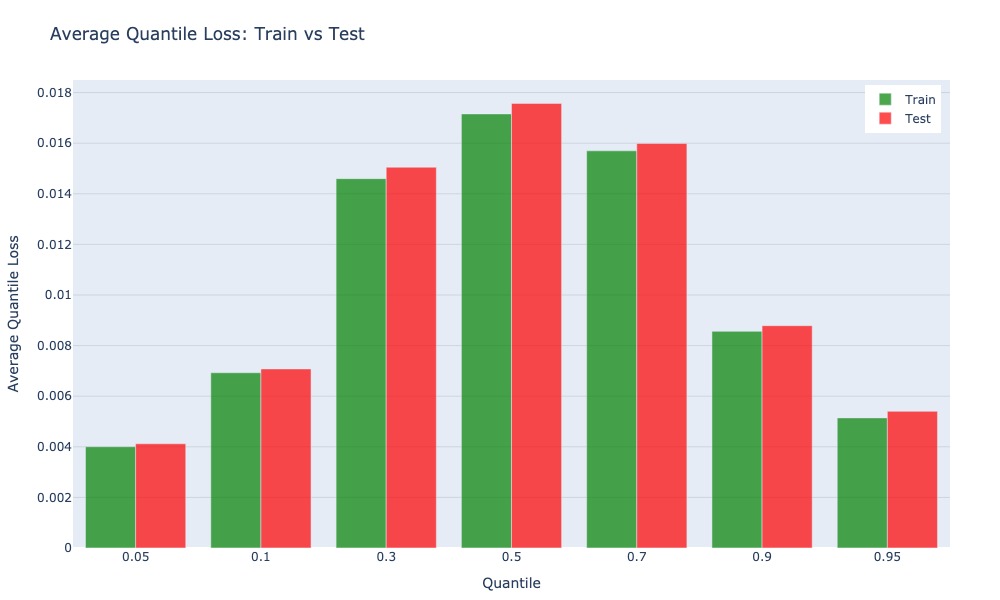 Average Quantile Loss: Train vs Test
Train
Test
Average Quantile Loss
0.018
0.016
0.014
0.012
0.01
0.008
0.006
0.004
0.002
0
0.05 0.1 0.3 0.5 0.7 0.9 0.95
Quantile